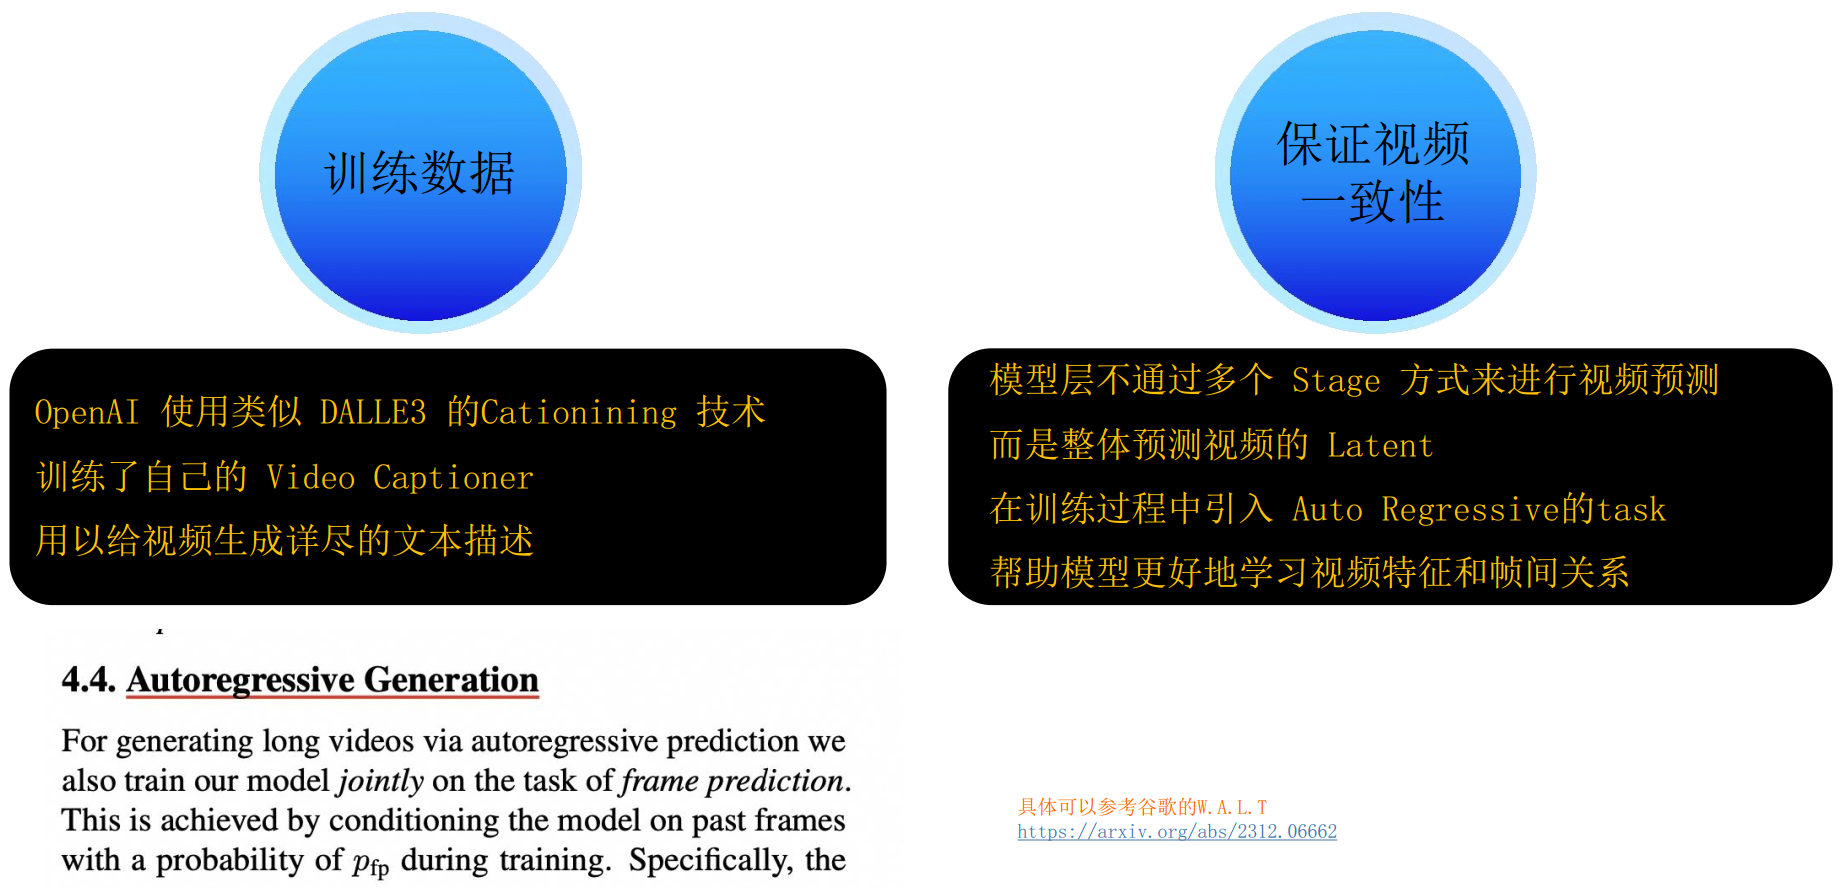 训练数据
OpenAI 使用类似 DALLE3 的Cationining 技术
训练了自己的 Video Captioner
用以给视频生成详尽的文本描述
保证视频
一致性
模型层不通过多个 Stage 方式来进行视频预测
而是整体预测视频的 Latent
在训练过程中引入 Auto Regressive的task
帮助模型更好地学习视频特征和帧间关系
4.4. Autoregressive Generation
For generating long videos via autoregressive prediction we
also train our model jointly on the task of frame prediction.
This is achieved by conditioning the model on past frames
with a probability of pfp during training. Specifically, the
具体可以参考谷歌的W.A.L.T
https://arxiv.org/abs/2312.06662